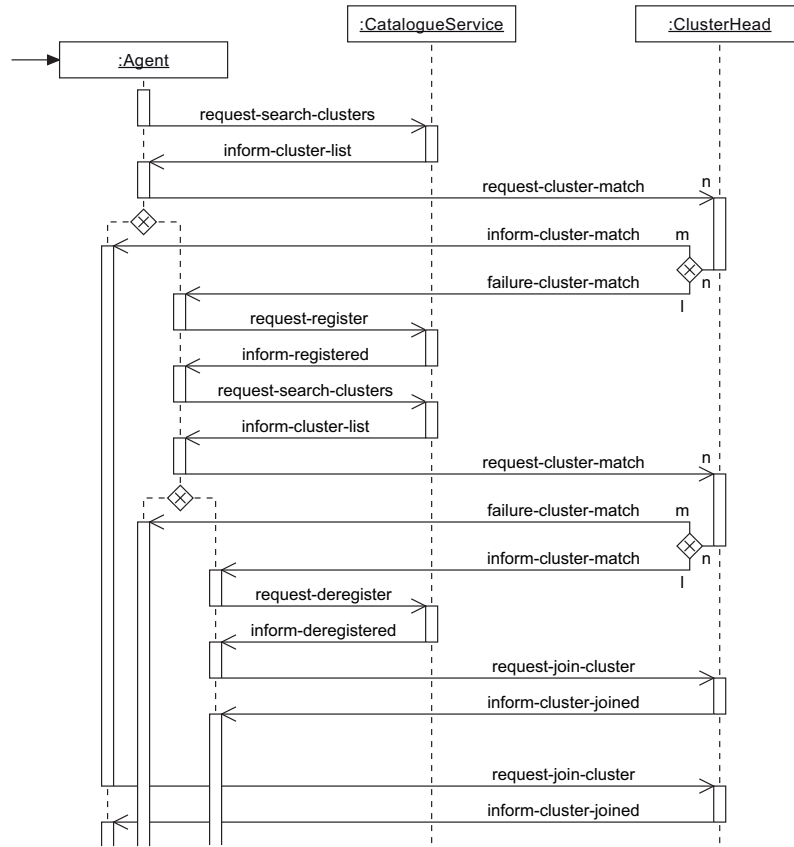 :CatalogueService
:ClusterHead
:Agent
request-search-clusters
inform-cluster-list
request-cluster-match
n
inform-cluster-match
m
n
failure-cluster-match
l
request-register
inform-registered
request-search-clusters
inform-cluster-list
request-cluster-match
n
failure-cluster-match
m
n
inform-cluster-match
l
request-deregister
inform-deregistered
request-join-cluster
inform-cluster-joined
request-join-cluster
inform-cluster-joined